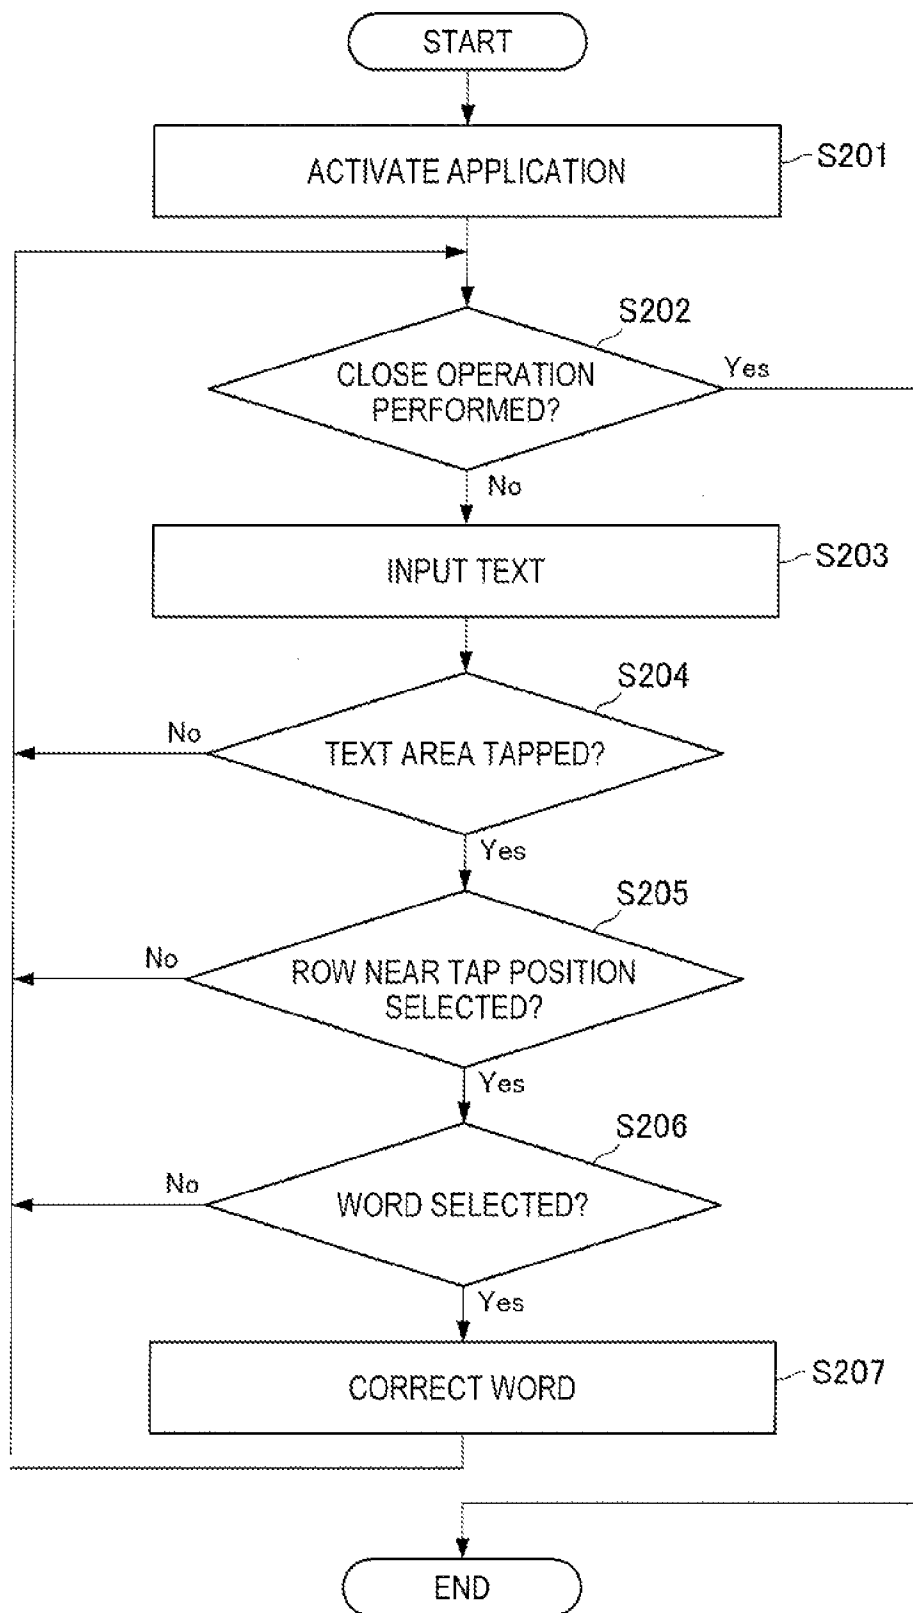 START
ACTIVATE APPLICATION
S201
S202
CLOSE OPERATION
PERFORMED?
Yes
No
INPUT TEXT
S203
S204
No
TEXT AREA TAPPED?
Yes
S205
No
ROW NEAR TAP POSITION
SELECTED?
Yes
S206
No
WORD SELECTED?
Yes
CORRECT WORD
S207
END